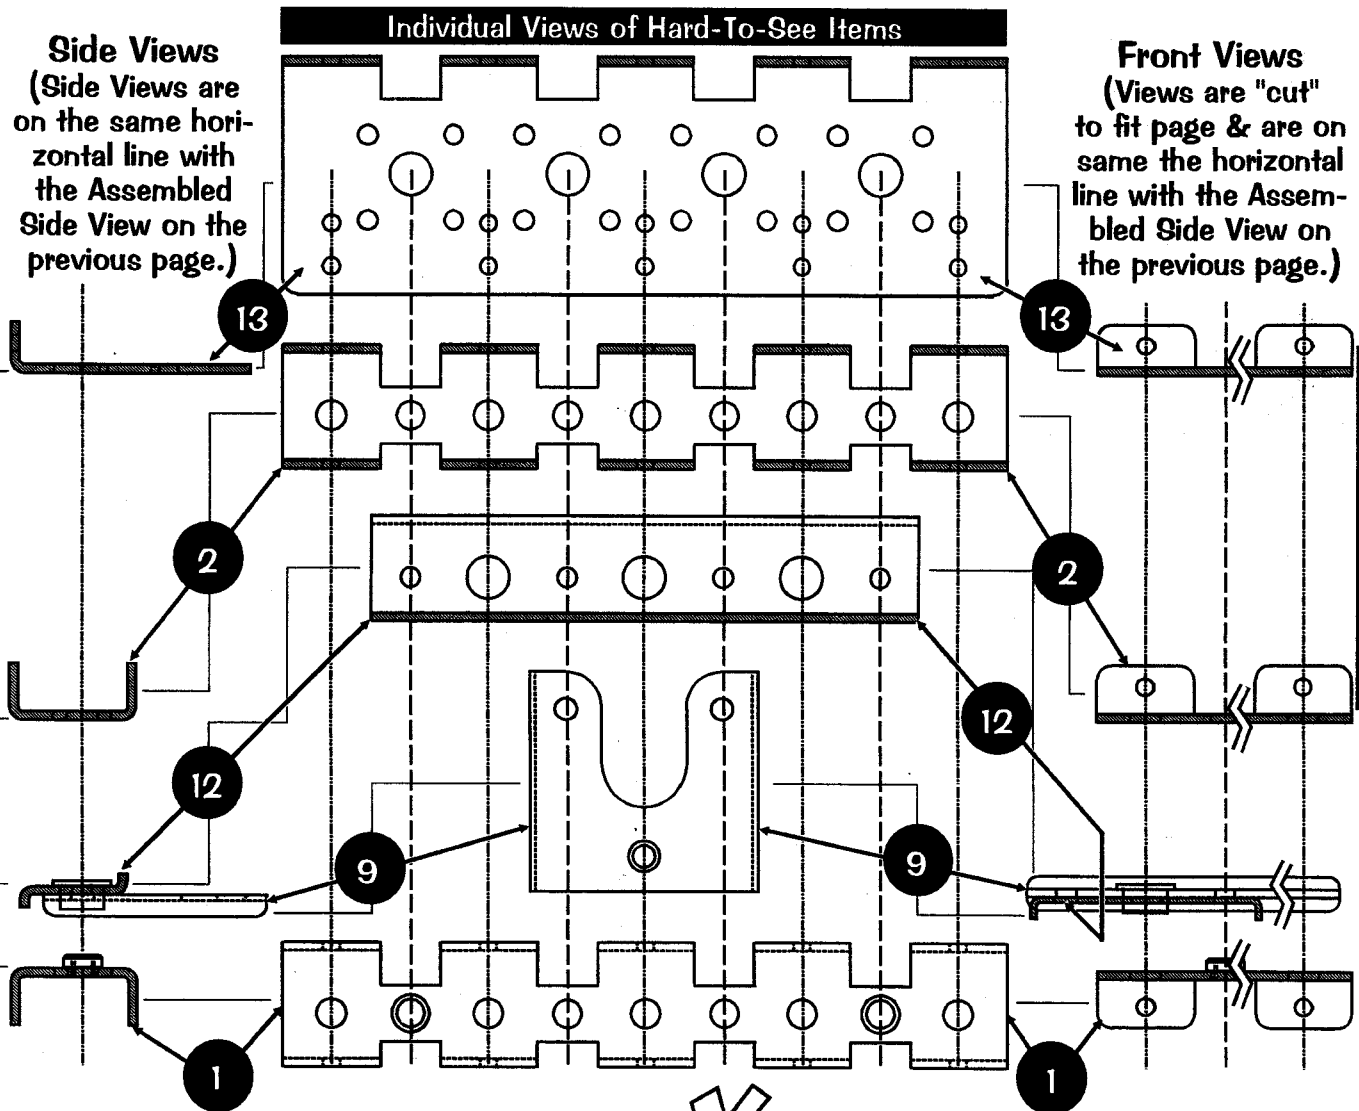 Individual Views of Hard-To-See Items
Side Views
(Side Views are
on the same hori-
zontal line with
the Assembled
Side View on the
previous page.)
Front Views
(Views are "cut"
to fit page & are on
same the horizontal
line with the Assem-
bled Side View on
the previous page.)
13
13
2
2
12
12
9
9
1
1